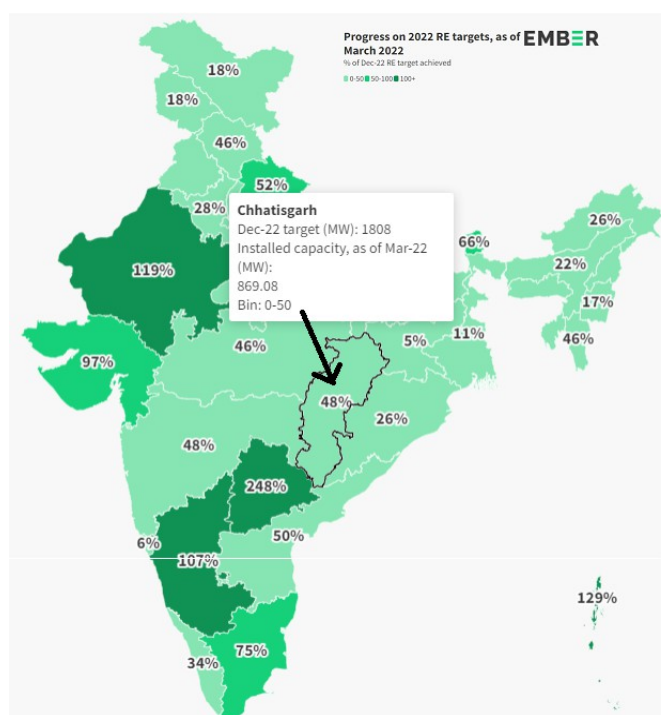 Progress on 2022 RE targets, as of
March 2022
EMBER
% of Dec-22 RE target achieved
0-50 50-100 100+
18%
18%
46%
52%
28%
Chhatisgarh
Dec-22 target (MW): 1808
Installed capacity, as of Mar-22
(MW):
869.08
Bin: 0-50
66%
26%
22%
17%
46%
119%
97%
46%
5%
11%
48%
26%
48%
248%
6%
107%
50%
129%
34%
75%